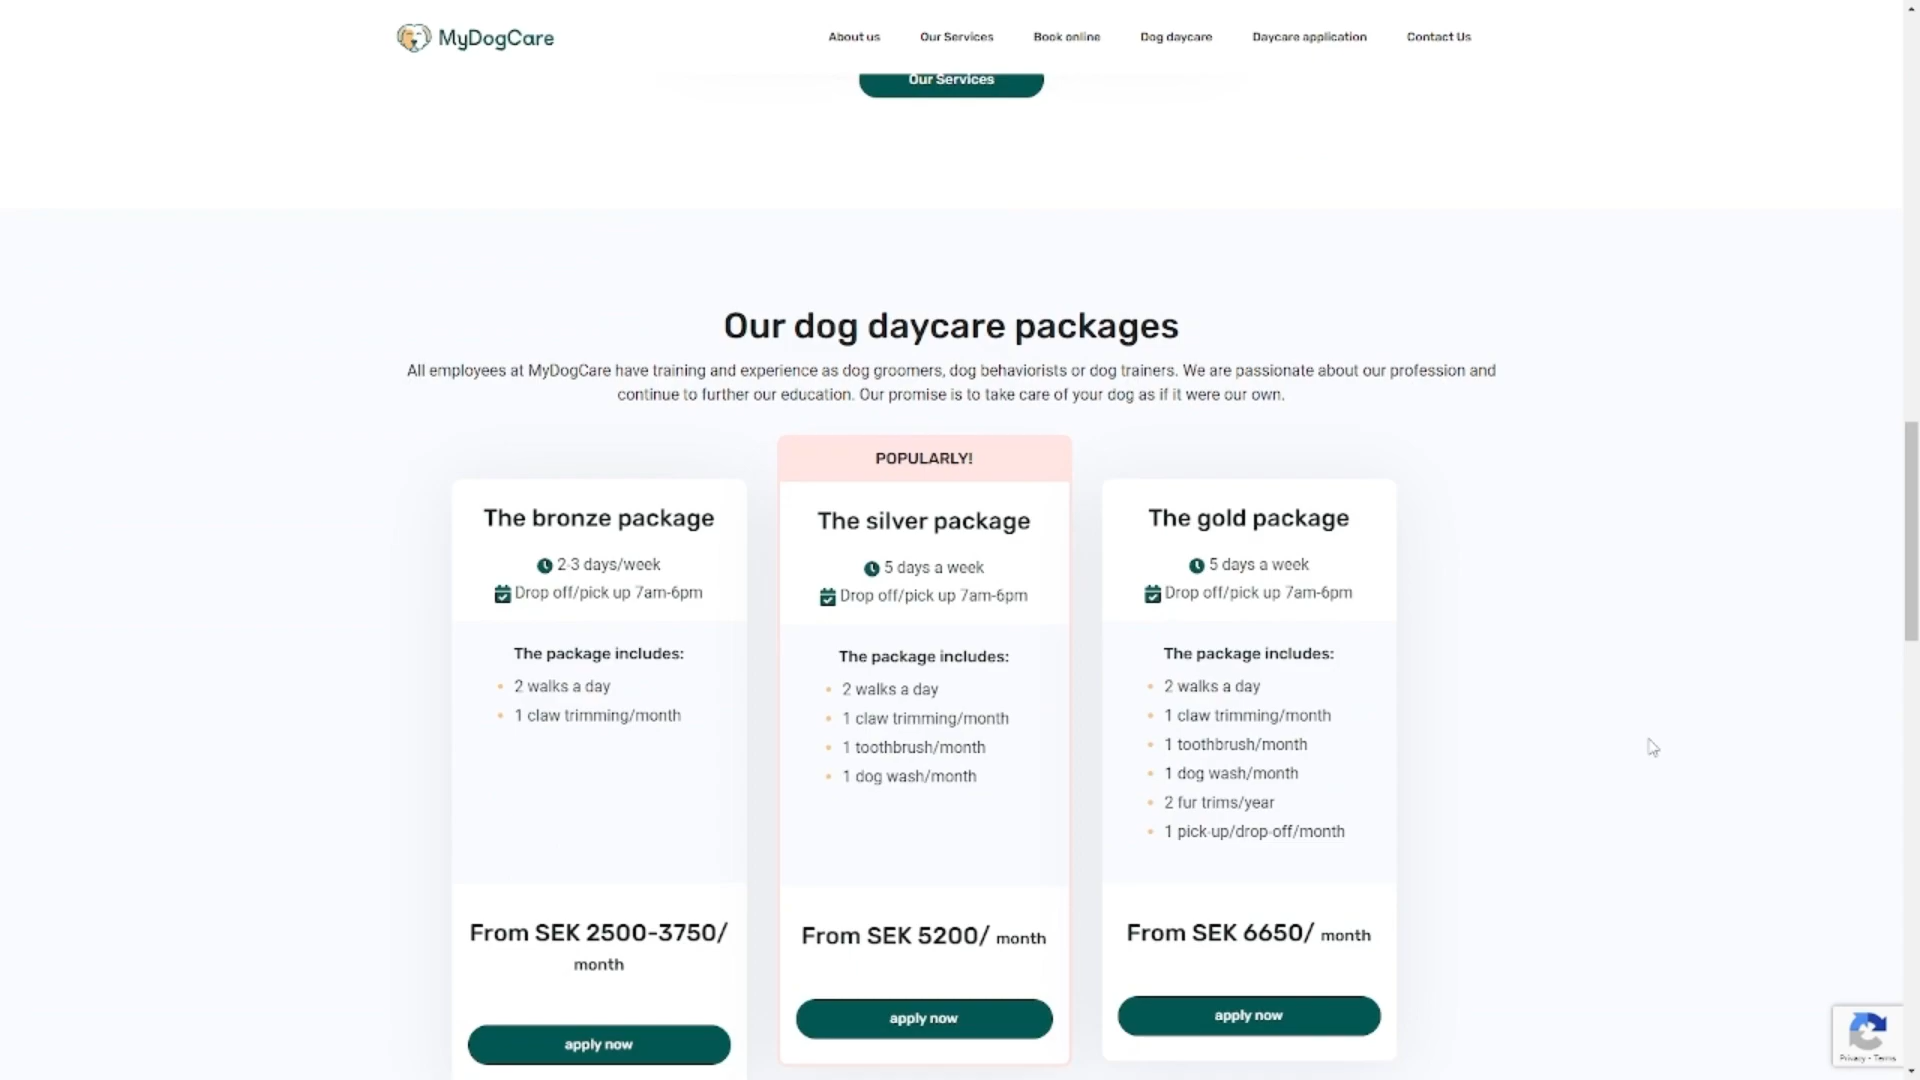 MyDogCare
About us
Our Services
Book online
Dog daycare
Daycare application
Contact Us
Our Services
Our dog daycare packages
All employees at MyDogCare have training and experience as dog groomers, dog behaviorists or dog trainers. We are passionate about our profession and
continue to further our education. Our promise is to take care of your dog as if it were our own.
The bronze package
2-3 days/week
Drop off/pick up 7am-6pm
The package includes:
2 walks a day
1 claw trimming/month
From SEK 2500-3750/
month
apply now
POPULARLY!
The silver package
5 days a week
Drop off/pick up 7am-6pm
The package includes:
2 walks a day
1 claw trimming/month
1 toothbrush/month
1 dog wash/month
From SEK 5200/ month
apply now
The gold package
5 days a week
Drop off/pick up 7am-6pm
The package includes:
2 walks a day
1 claw trimming/month
1 toothbrush/month
1 dog wash/month
2 fur trims/year
1 pick-up/drop-off/month
From SEK 6650/ month
apply now
Privacy - Terms